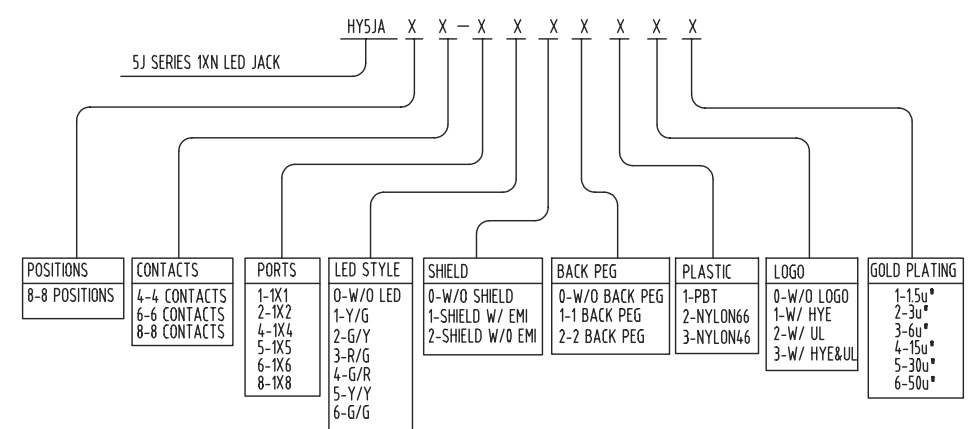 HY5JA X X-X X X X X X X
5J SERIES 1XN LED JACK
POSITIONS
8-8 POSITIONS
CONTACTS
4-4 CONTACTS
6-6 CONTACTS
8-8 CONTACTS
PORTS
1-1X1
2-1X2
4-1X4
5-1X5
6-1X6
8-1X8
LED STYLE
0-W/O LED
1-Y/G
2-G/Y
3-R/G
4-G/R
5-Y/Y
6-G/G
SHIELD
0-W/O SHIELD
1-SHIELD W/ EMI
2-SHIELD W/O EMI
BACK PEG
0-W/O BACK PEG
1-1 BACK PEG
2-2 BACK PEG
PLASTIC
1-PBT
2-NYLON66
3-NYLON46
LOGO
0-W/O LOGO
1-W/ HYE
2-W/ UL
3-W/ HYE&UL
GOLD PLATING
1-1.5u"
2-3u"
3-6u"
4-15u"
5-30u"
6-50u"